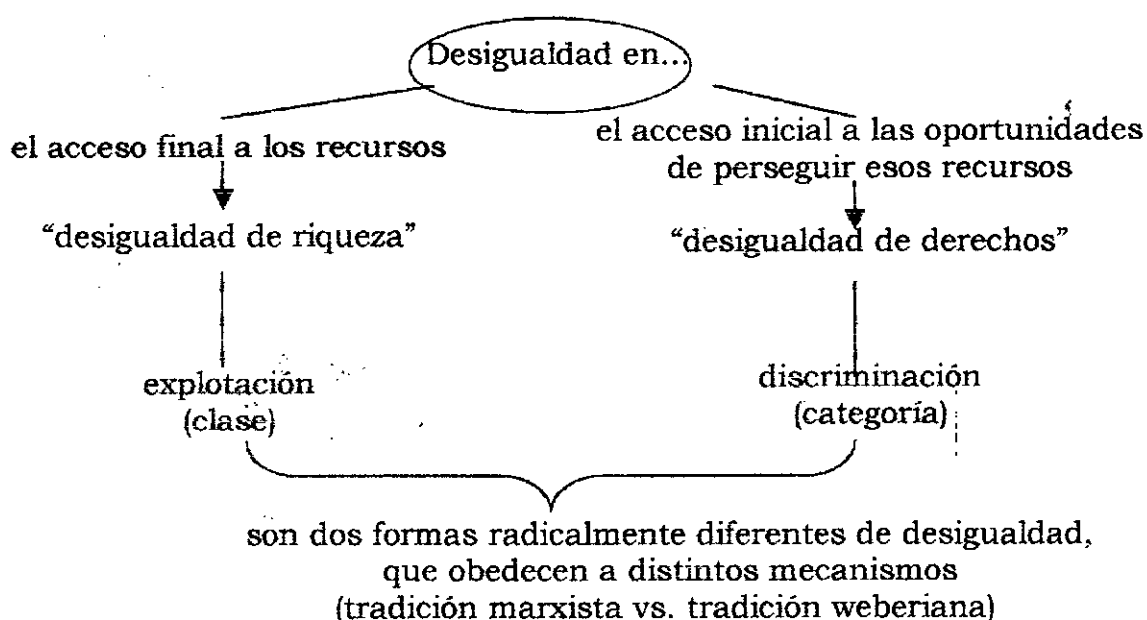 Desigualdad en...
el acceso final a los recursos
"desigualdad de riqueza"
explotación
(clase)
el acceso inicial a las oportunidades
de perseguir esos recursos
"desigualdad de derechos"
discriminación
(categoría)
son dos formas radicalmente diferentes de desigualdad,
que obedecen a distintos mecanismos
(tradición marxista vs. tradición weberiana)